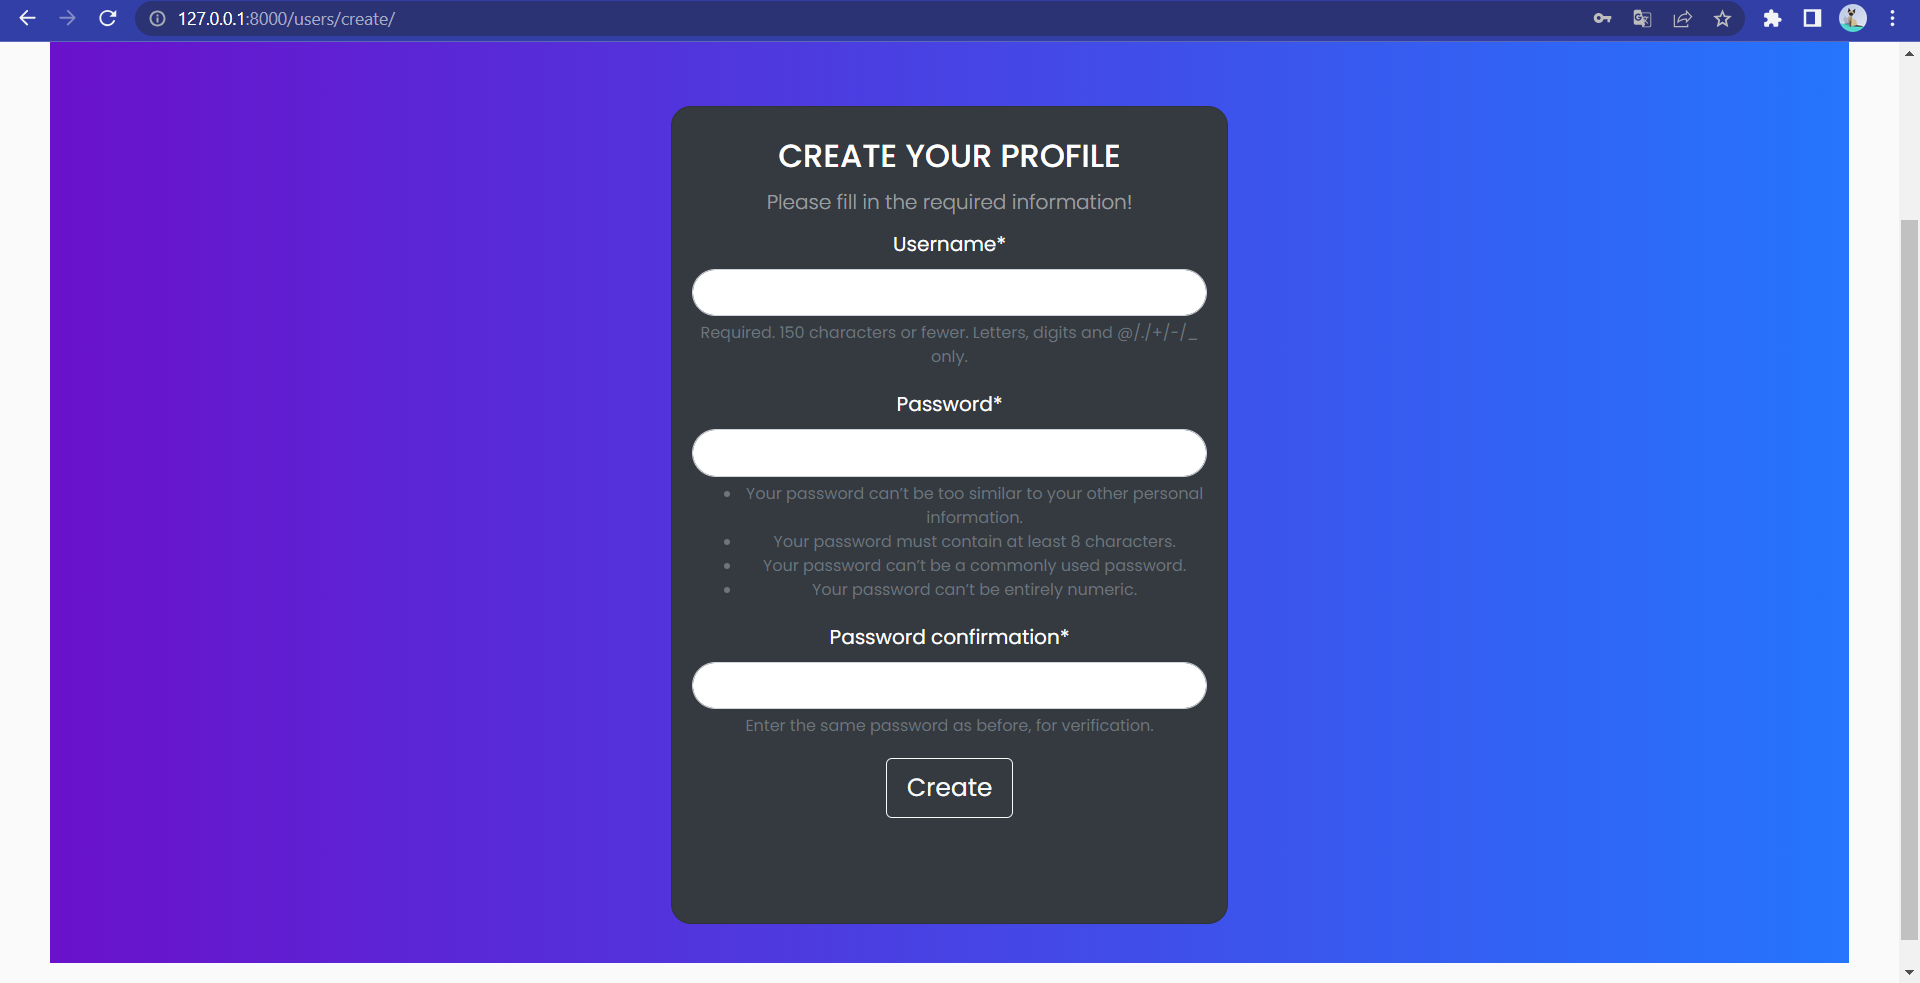 127.0.0.1:8000/users/create/
CREATE YOUR PROFILE
Please fill in the required information!
Username*
Required. 150 characters or fewer. Letters, digits and @/./+/-/_
only.
Password*
• Your password can’t be too similar to your other personal
information.
• Your password must contain at least 8 characters.
• Your password can’t be a commonly used password.
• Your password can’t be entirely numeric.
Password confirmation*
Enter the same password as before, for verification.
Create